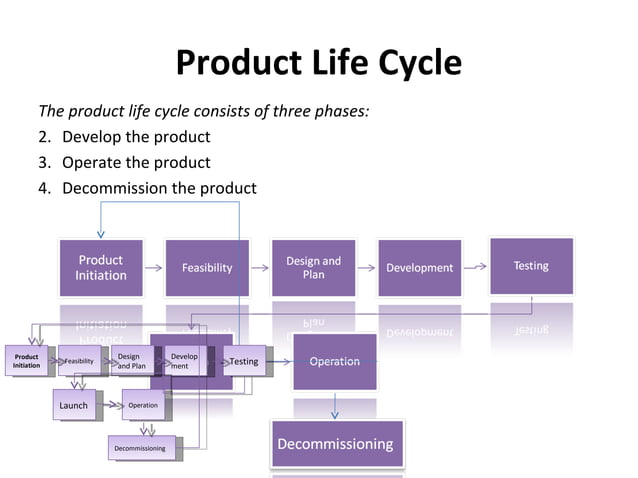 Product Life Cycle
The product life cycle consists of three phases:
2. Develop the product
3. Operate the product
4. Decommission the product
Product
Initiation
Feasibility
Design and
Plan
Development
Testing
Product
Initiation
Feasibility
Design
and Plan
Develop
ment
Testing
Operation
Launch
Operation
Decommissioning
Decommissioning